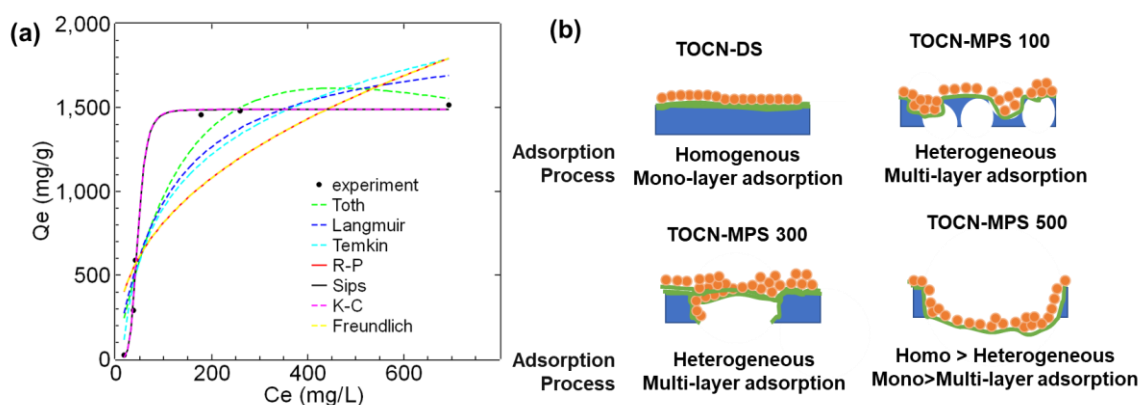 (a)
2,000
1,500
1,000
500
0
0
200
400
600
Qe (mg/g)
Ce (mg/L)
experiment
Toth
Langmuir
Temkin
R-P
Sips
K-C
Freundlich
(b)
TOCN-DS
TOCN-MPS 100
Adsorption
Process
Homogenous
Mono-layer adsorption
Heterogeneous
Multi-layer adsorption
TOCN-MPS 300
TOCN-MPS 500
Adsorption
Process
Heterogeneous
Multi-layer adsorption
Homo > Heterogeneous
Mono>Multi-layer adsorption